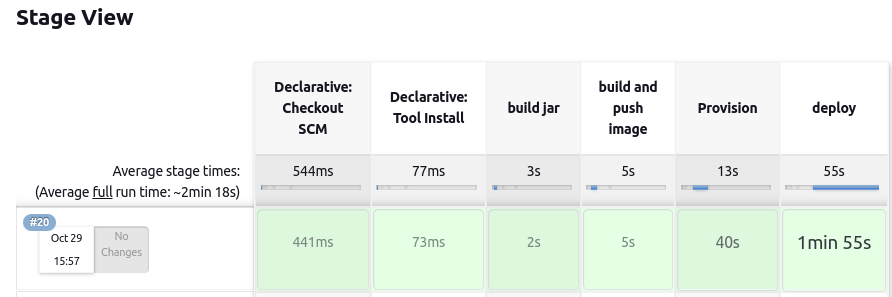 Stage View
Declarative:
Checkout
SCM
Declarative:
Tool Install
build jar
build and
push
image
Provision
deploy
Average stage times:
(Average full run time: ~2min 18s)
544ms
77ms
3s
5s
13s
55s
#20
Oct 29
15:57
No
Changes
441ms
73ms
2s
5s
40s
1min 55s